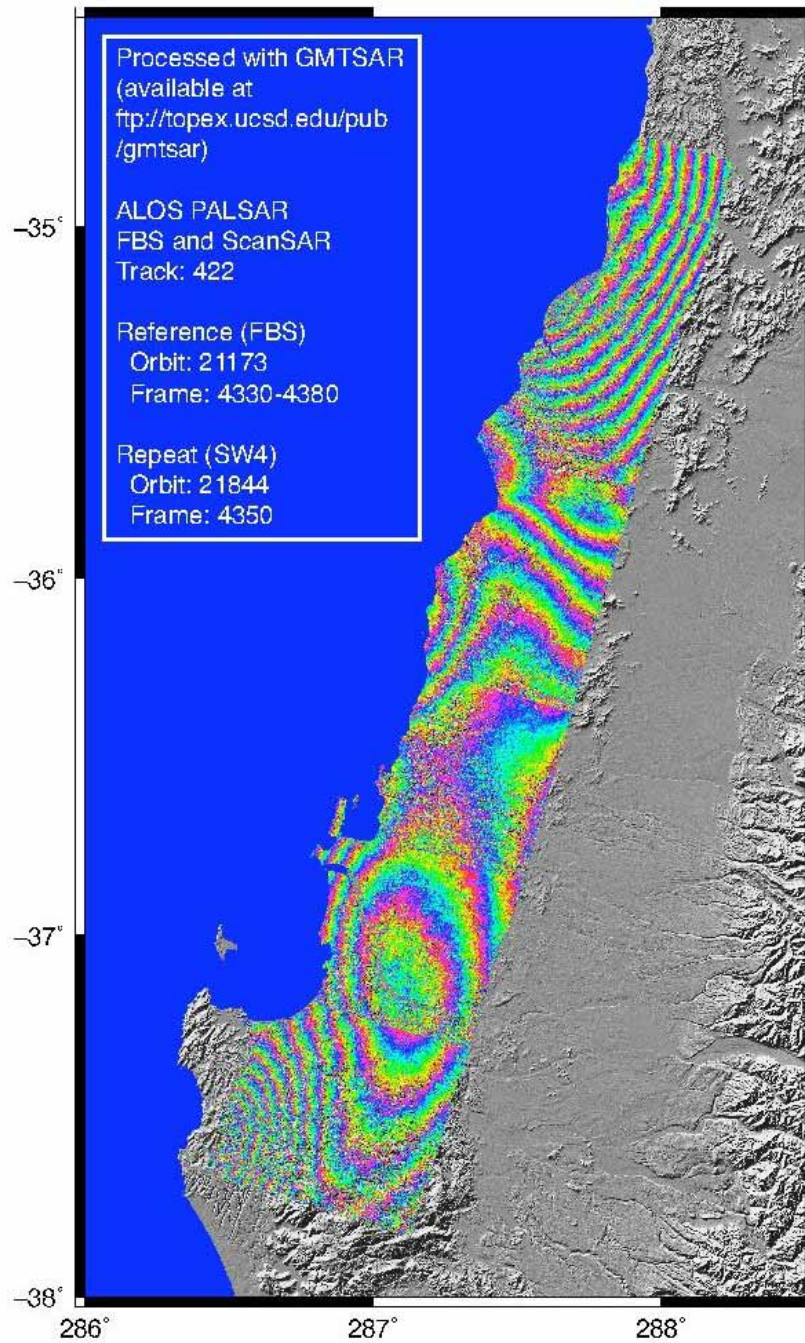 Processed with GMTSAR
(available at
ftp://topex.ucsd.edu/pub
/gmtsar)
ALOS PALSAR
FBS and ScanSAR
Track: 422
Reference (FBS)
Orbit: 21173
Frame: 4330-4380
Repeat (SW4)
Orbit: 21844
Frame: 4350
−35°
−36°
−37°
−38°
286° 287° 288°